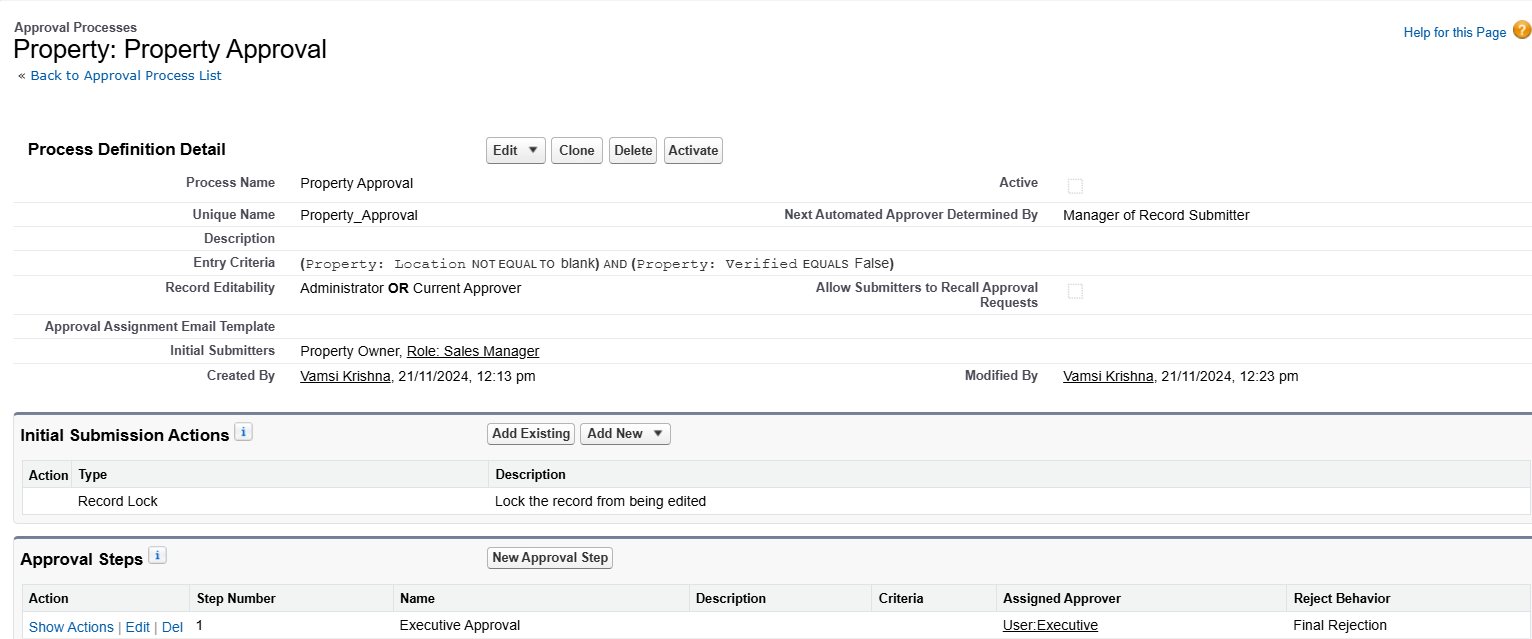 Approval Processes
Property: Property Approval
Help for this Page ?
« Back to Approval Process List
Process Definition Detail
Edit ▼ Clone Delete Activate
Process Name Property Approval Active
Unique Name Property_Approval Next Automated Approver Determined By Manager of Record Submitter
Description
Entry Criteria (Property: Location NOT EQUAL TO blank) AND (Property: Verified EQUALS False)
Record Editability Administrator OR Current Approver Allow Submitters to Recall Approval
Requests
Approval Assignment Email Template
Initial Submitters Property Owner, Role: Sales Manager
Created By Vamsi Krishna, 21/11/2024, 12:13 pm Modified By Vamsi Krishna, 21/11/2024, 12:23 pm
Initial Submission Actions i Add Existing Add New ▼
Action Type Description
Record Lock Lock the record from being edited
Approval Steps i New Approval Step
Action Step Number Name Description Criteria Assigned Approver Reject Behavior
Show Actions | Edit | Del 1 Executive Approval User:Executive Final Rejection